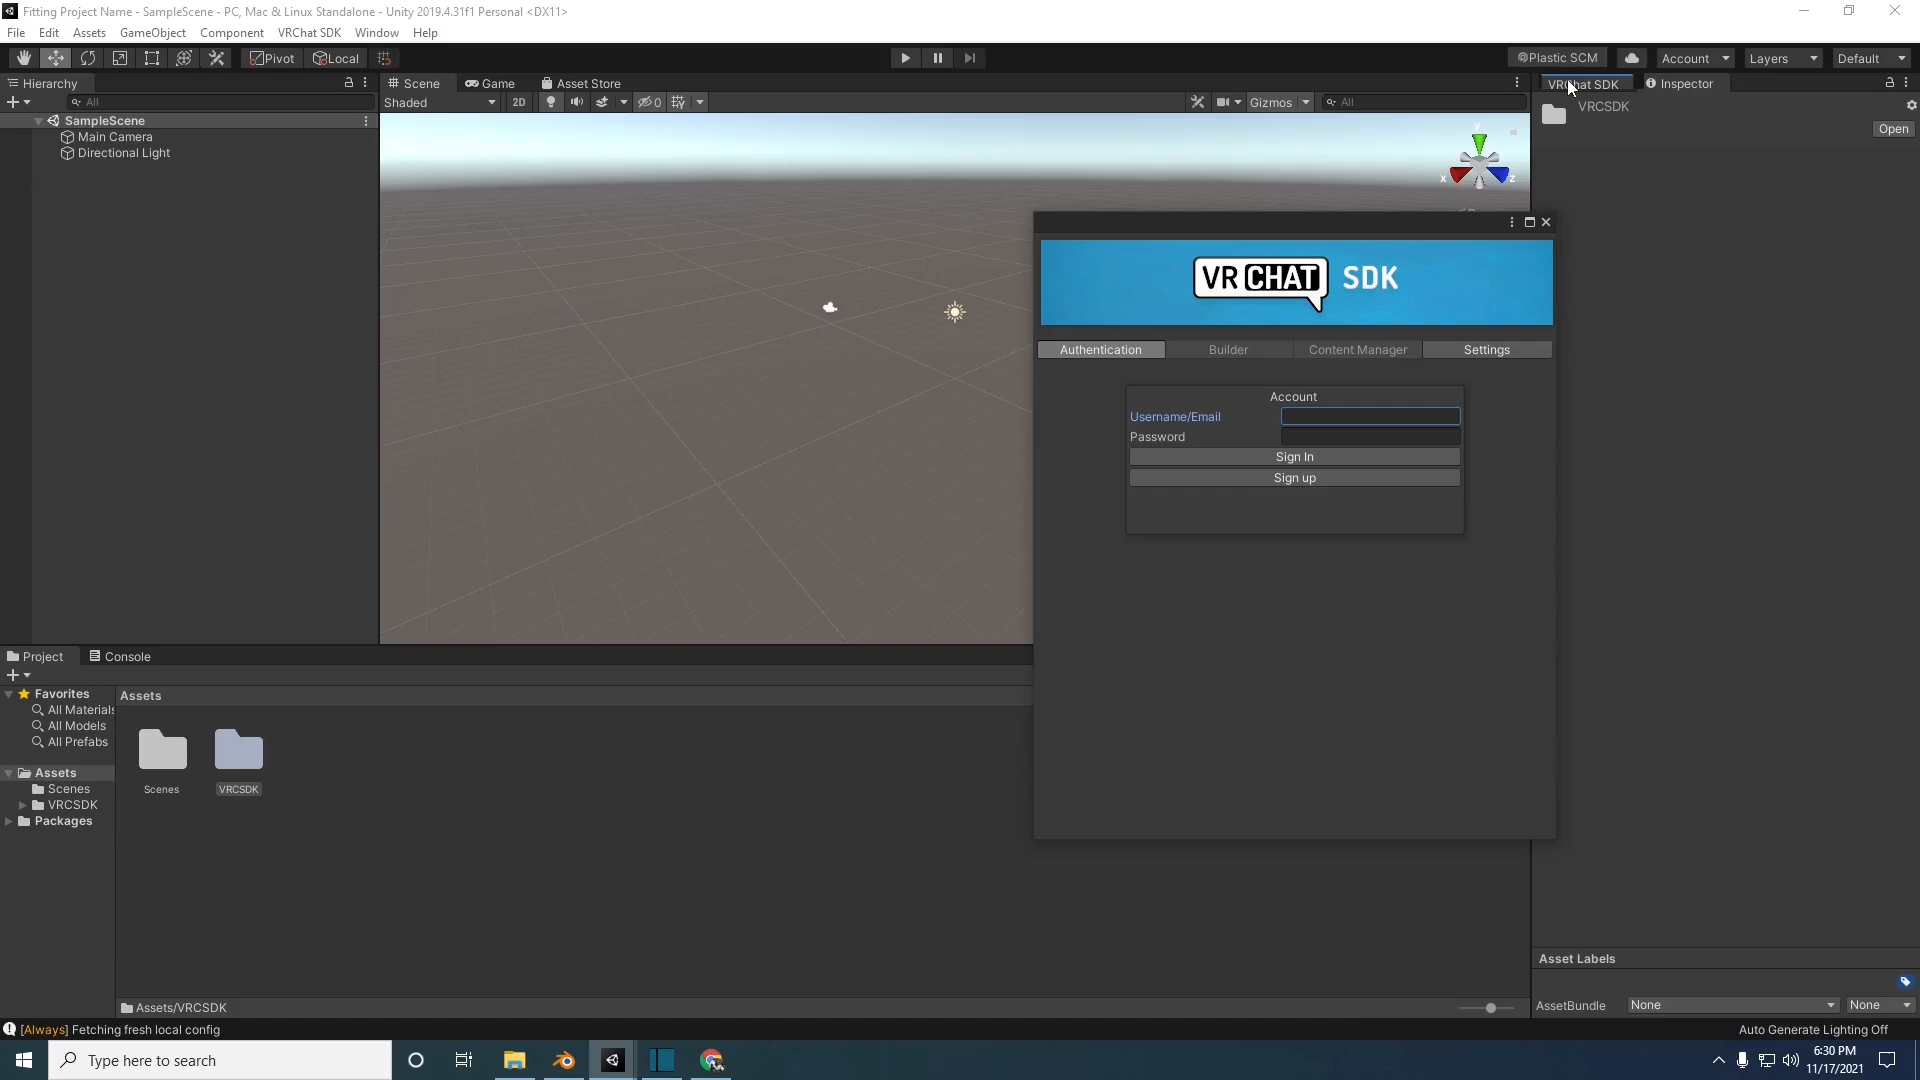 Fitting Project Name - SampleScene - PC, Mac & Linux Standalone - Unity 2019.4.31f1 Personal <DX11>
File Edit Assets GameObject Component VRChat SDK Window Help
Pivot Local Plastic SCM Account Layers Default
Hierarchy Scene Game Asset Store VRChat SDK Inspector
All Shaded 2D 0 Gizmos All VRCSDK
Open
SampleScene
Main Camera
Directional Light
y
x z
VRCHAT SDK
Authentication Builder Content Manager Settings
Account
Username/Email
Password
Sign In
Sign up
Project Console
Favorites
All Materials
All Models
All Prefabs
Assets
Scenes
VRCSDK
Packages
Assets
Scenes VRCSDK
Assets/VRCSDK
Asset Labels
AssetBundle None None
[Always] Fetching fresh local config
Auto Generate Lighting Off
Type here to search
6:30 PM
11/17/2021